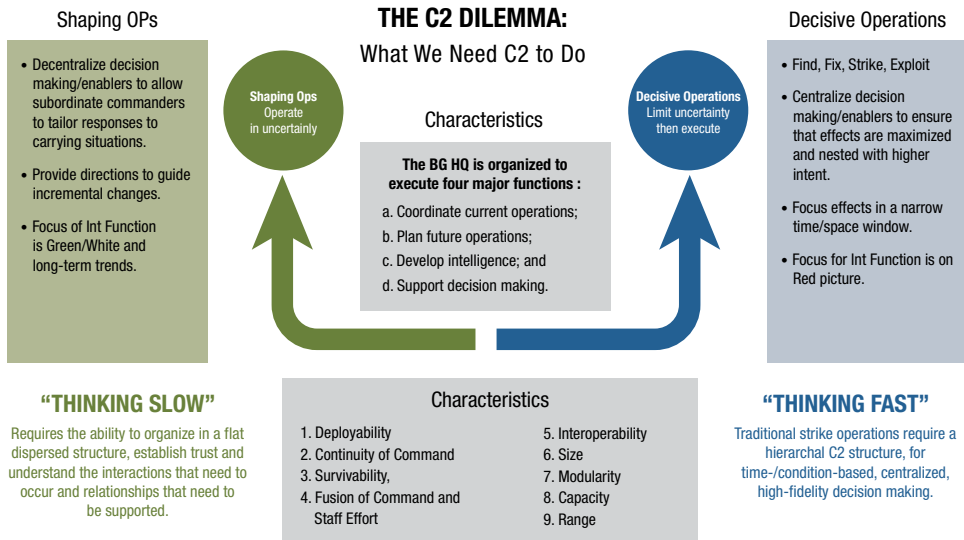 Shaping OPs
• Decentralize decision
making/enablers to allow
subordinate commanders
to tailor responses to
carrying situations.
• Provide directions to guide
incremental changes.
• Focus of Int Function
is Green/White and
long-term trends.
THE C2 DILEMMA:
What We Need C2 to Do
Shaping Ops
Operate
in uncertainly
Decisive Operations
Limit uncertainty
then execute
Characteristics
The BG HQ is organized to
execute four major functions :
a. Coordinate current operations;
b. Plan future operations;
c. Develop intelligence; and
d. Support decision making.
Decisive Operations
• Find, Fix, Strike, Exploit
• Centralize decision
making/enablers to ensure
that effects are maximized
and nested with higher
intent.
• Focus effects in a narrow
time/space window.
• Focus for Int Function is on
Red picture.
“THINKING SLOW”
Requires the ability to organize in a flat
dispersed structure, establish trust and
understand the interactions that need to
occur and relationships that need to
be supported.
Characteristics
1. Deployability
2. Continuity of Command
3. Survivability,
4. Fusion of Command and
Staff Effort
5. Interoperability
6. Size
7. Modularity
8. Capacity
9. Range
“THINKING FAST”
Traditional strike operations require a
hierarchal C2 structure, for
time-/condition-based, centralized,
high-fidelity decision making.